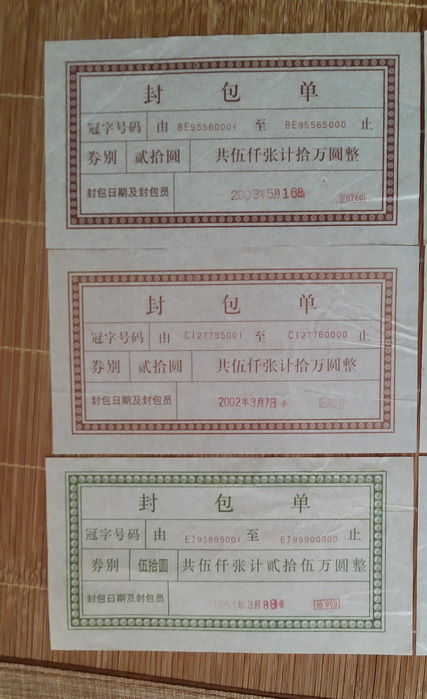 封 包 单
冠字号码 由 BE95560001 至 BE95565000 止
券别 贰拾圆 共伍仟张计拾万圆整
封包日期及封包员 2003年5月16
封 包 单
冠字号码 由 CI27755001 至 CI27760000 止
券别 贰拾圆 共伍仟张计拾万圆整
封包日期及封包员 2002年3月7
封 包 单
冠字号码 由 EJ95895001 至 EJ95900000 止
券别 伍拾圆 共伍仟张计贰拾伍万圆整
封包日期及封包员 年3月8